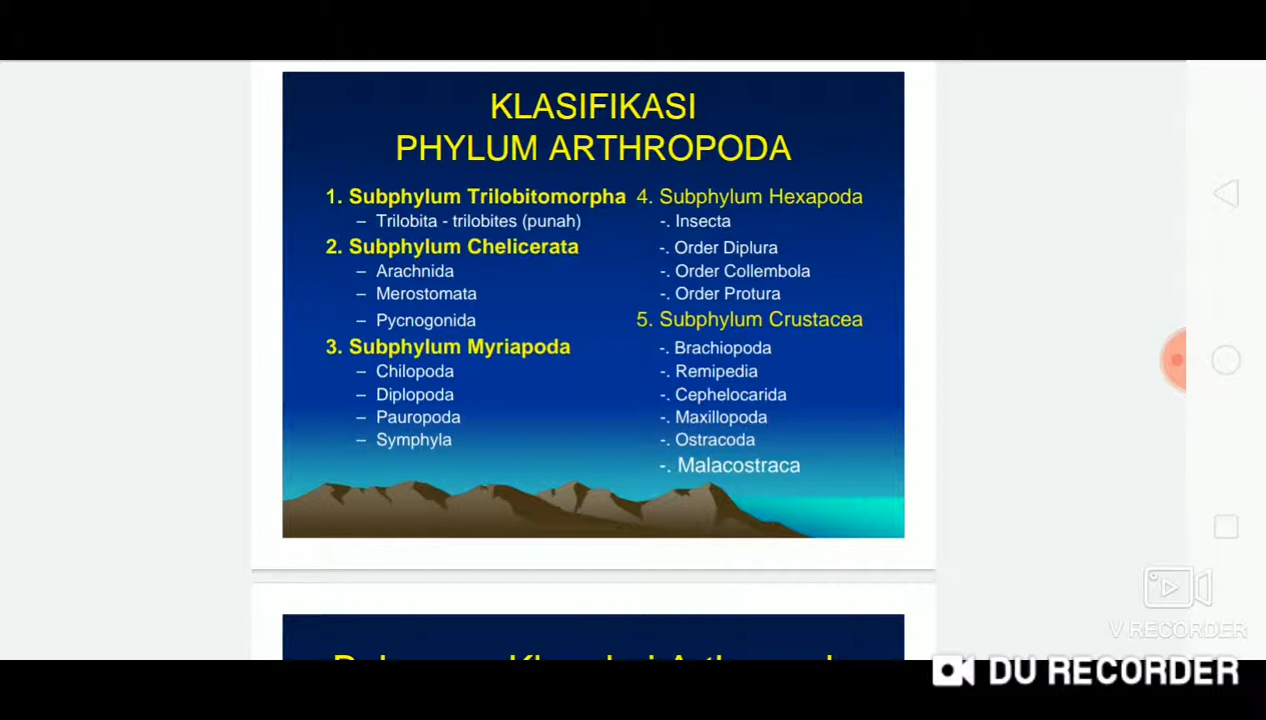 KLASIFIKASI
PHYLUM ARTHROPODA
1. Subphylum Trilobitomorpha
– Trilobita - trilobites (punah)
2. Subphylum Chelicerata
– Arachnida
– Merostomata
– Pycnogonida
3. Subphylum Myriapoda
– Chilopoda
– Diplopoda
– Pauropoda
– Symphyla
4. Subphylum Hexapoda
-. Insecta
-. Order Diplura
-. Order Collembola
-. Order Protura
5. Subphylum Crustacea
-. Brachiopoda
-. Remipedia
-. Cephelocarida
-. Maxillopoda
-. Ostracoda
-. Malacostraca
V RECORDER
DU RECORDER